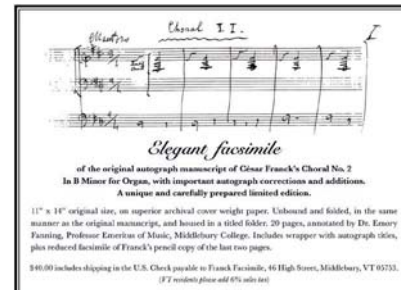 Choral I I.
I
Maestoso
Elegant facsimile
of the original autograph manuscript of César Franck's Choral No. 2
In B Minor for Organ, with important autograph corrections and additions.
A unique and carefully prepared limited edition.
11" x 14" original size, on superior archival cover weight paper. Unbound and folded, in the same
manner as the original manuscript, and housed in a titled folder. 20 pages, annotated by Dr. Emory
Fanning, Professor Emeritus of Music, Middlebury College. Includes wrapper with autograph titles,
plus reduced facsimile of Franck's pencil copy of the last two pages.
$40.00 includes shipping in the U.S. Check payable to Franck Facsimile, 46 High Street, Middlebury, VT 05753.
(VT residents please add 6% sales tax)